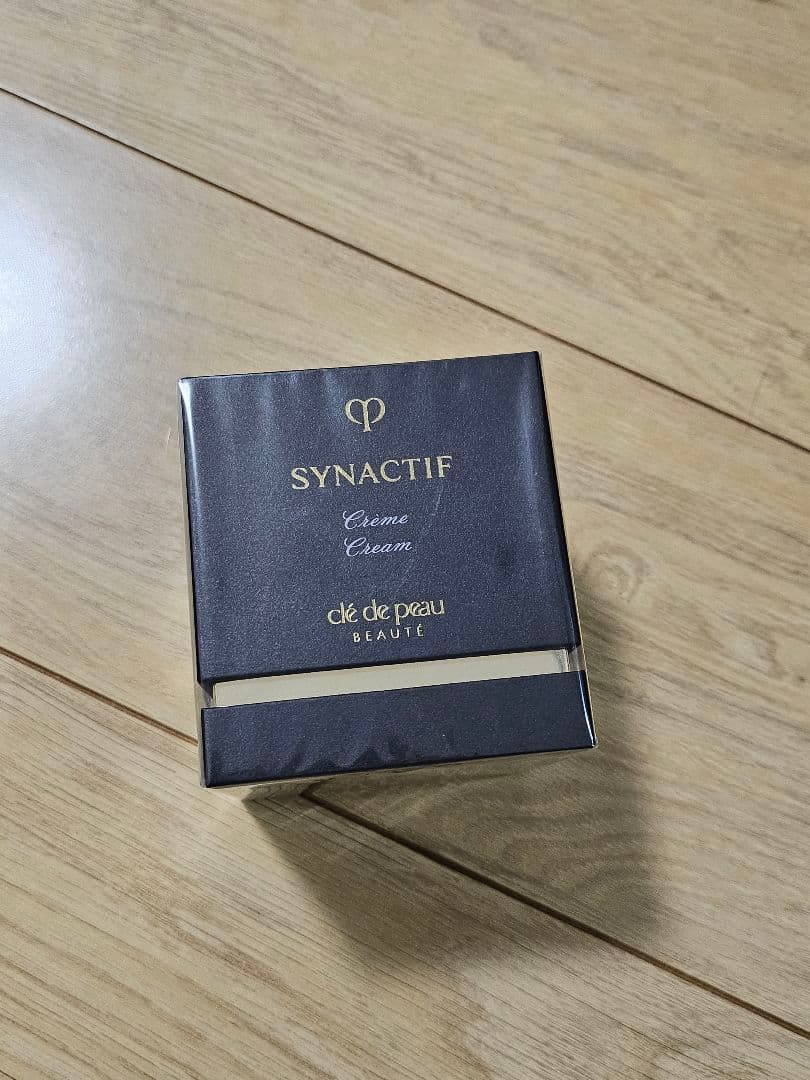 SYNACTIF
Crème
Cream
clé de peau
BEAUTÉ